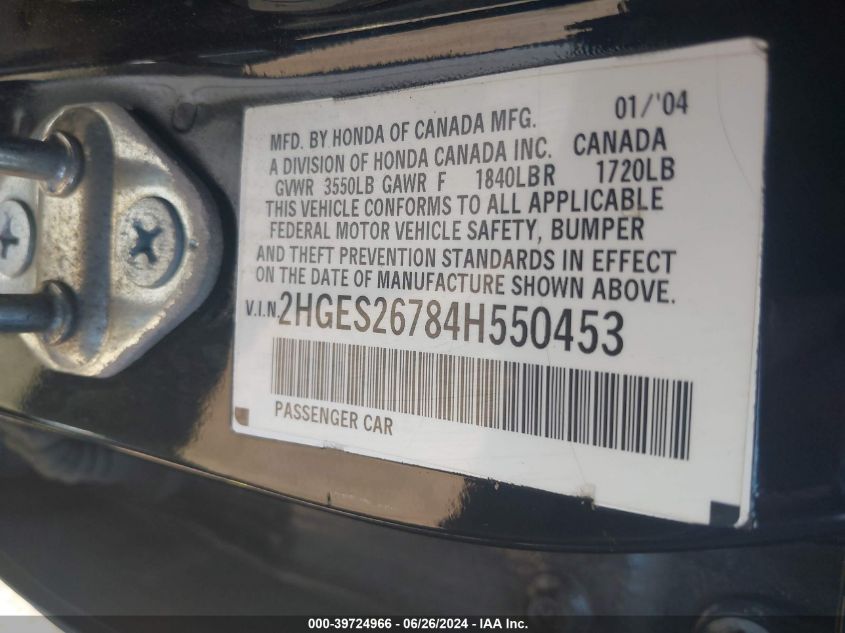 01/'04
MFD. BY HONDA OF CANADA MFG.
A DIVISION OF HONDA CANADA INC. CANADA
GVWR 3550LB GAWR F 1840LB R 1720LB
THIS VEHICLE CONFORMS TO ALL APPLICABLE
FEDERAL MOTOR VEHICLE SAFETY, BUMPER
AND THEFT PREVENTION STANDARDS IN EFFECT
ON THE DATE OF MANUFACTURE SHOWN ABOVE.
V.I.N. 2HGES26784H550453
PASSENGER CAR
000-39724966 - 06/26/2024 - IAA Inc.